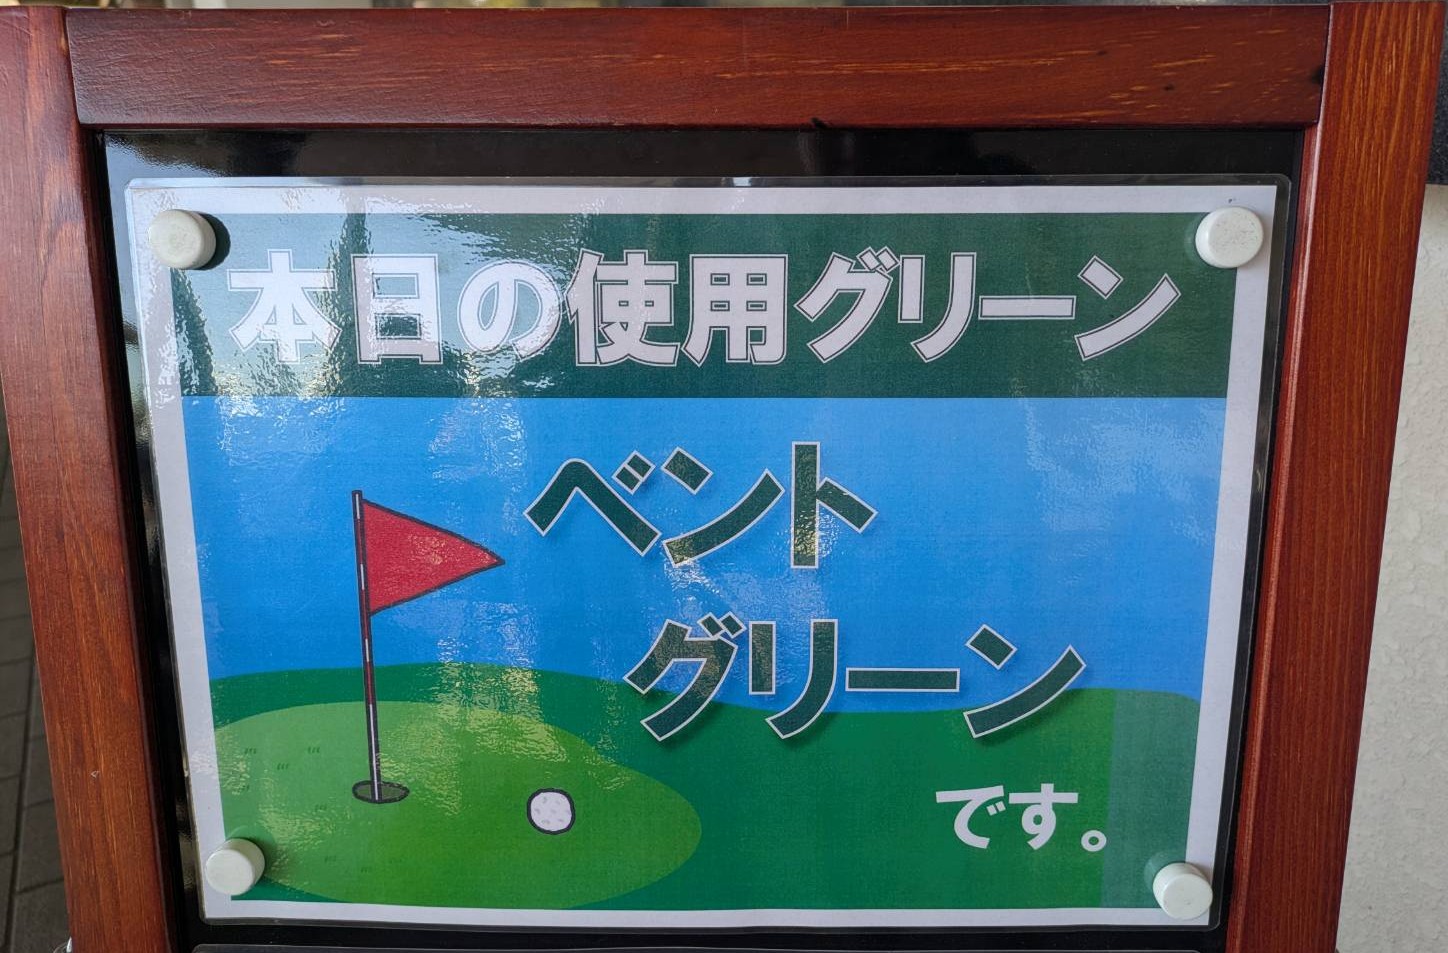 本日の使用グリーン
ベント
グリーン
です。